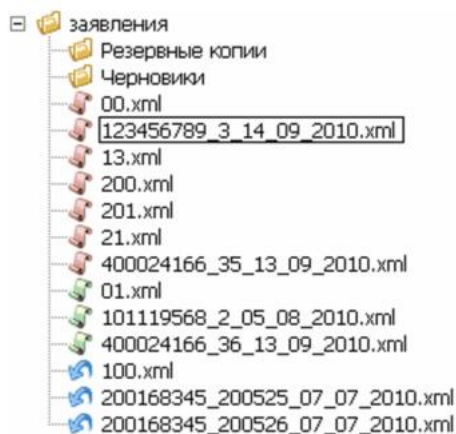 заявления
Резервные копии
Черновики
00.xml
123456789_3_14_09_2010.xml
13.xml
200.xml
201.xml
21.xml
400024166_35_13_09_2010.xml
01.xml
101119568_2_05_08_2010.xml
400024166_36_13_09_2010.xml
100.xml
200168345_200525_07_07_2010.xml
200168345_200526_07_07_2010.xml